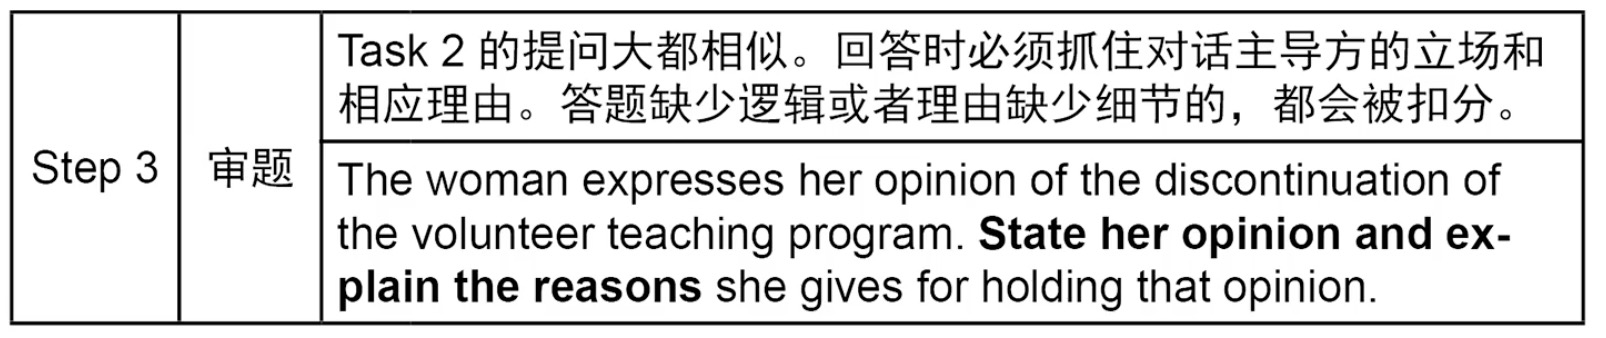 Step 3
审题
Task 2 的提问大都相似。回答时必须抓住对话主导方的立场和
相应理由。答题缺少逻辑或者理由缺少细节的，都会被扣分。
The woman expresses her opinion of the discontinuation of
the volunteer teaching program. State her opinion and ex-
plain the reasons she gives for holding that opinion.